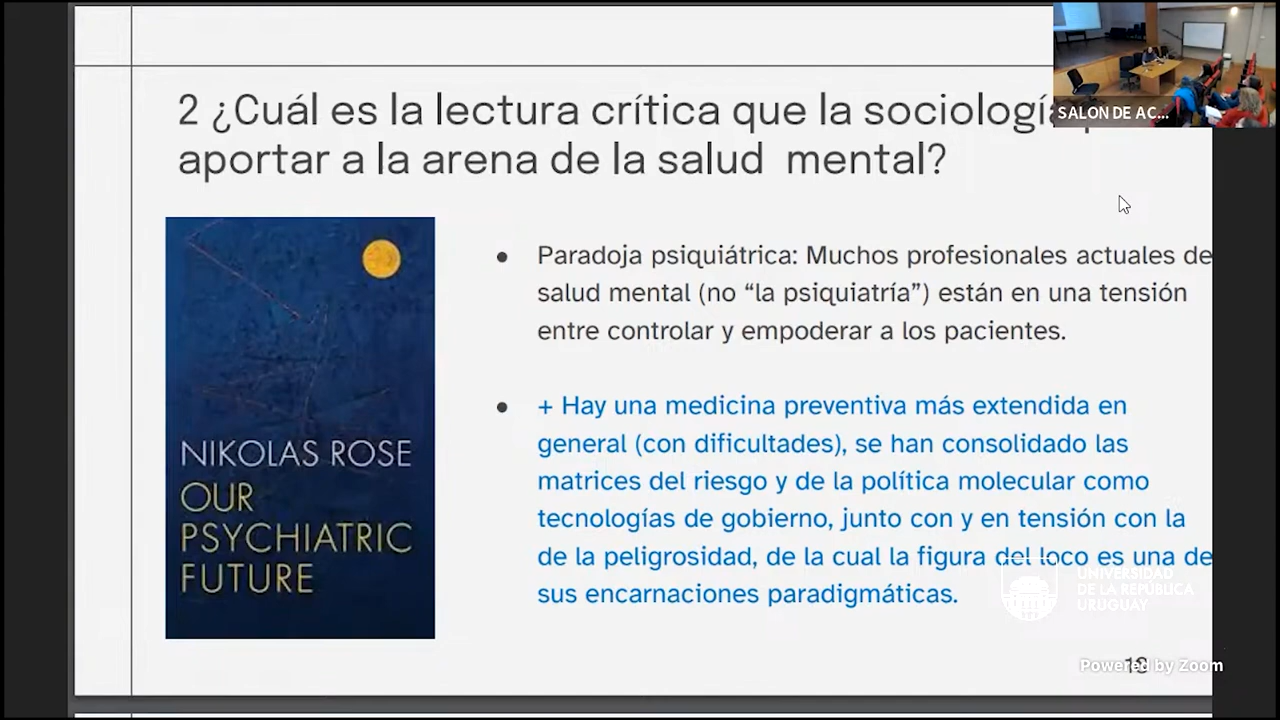 2 ¿Cuál es la lectura crítica que la sociología
aportar a la arena de la salud  mental?
SALON DE AC...
NIKOLAS ROSE
OUR
PSYCHIATRIC
FUTURE
● Paradoja psiquiátrica: Muchos profesionales actuales de
salud mental (no “la psiquiatría”) están en una tensión
entre controlar y empoderar a los pacientes.
● + Hay una medicina preventiva más extendida en
general (con dificultades), se han consolidado las
matrices del riesgo y de la política molecular como
tecnologías de gobierno, junto con y en tensión con la
de la peligrosidad, de la cual la figura del loco es una de
sus encarnaciones paradigmáticas.
UNIVERSIDAD
DE LA REPÚBLICA
URUGUAY
Powered by Zoom